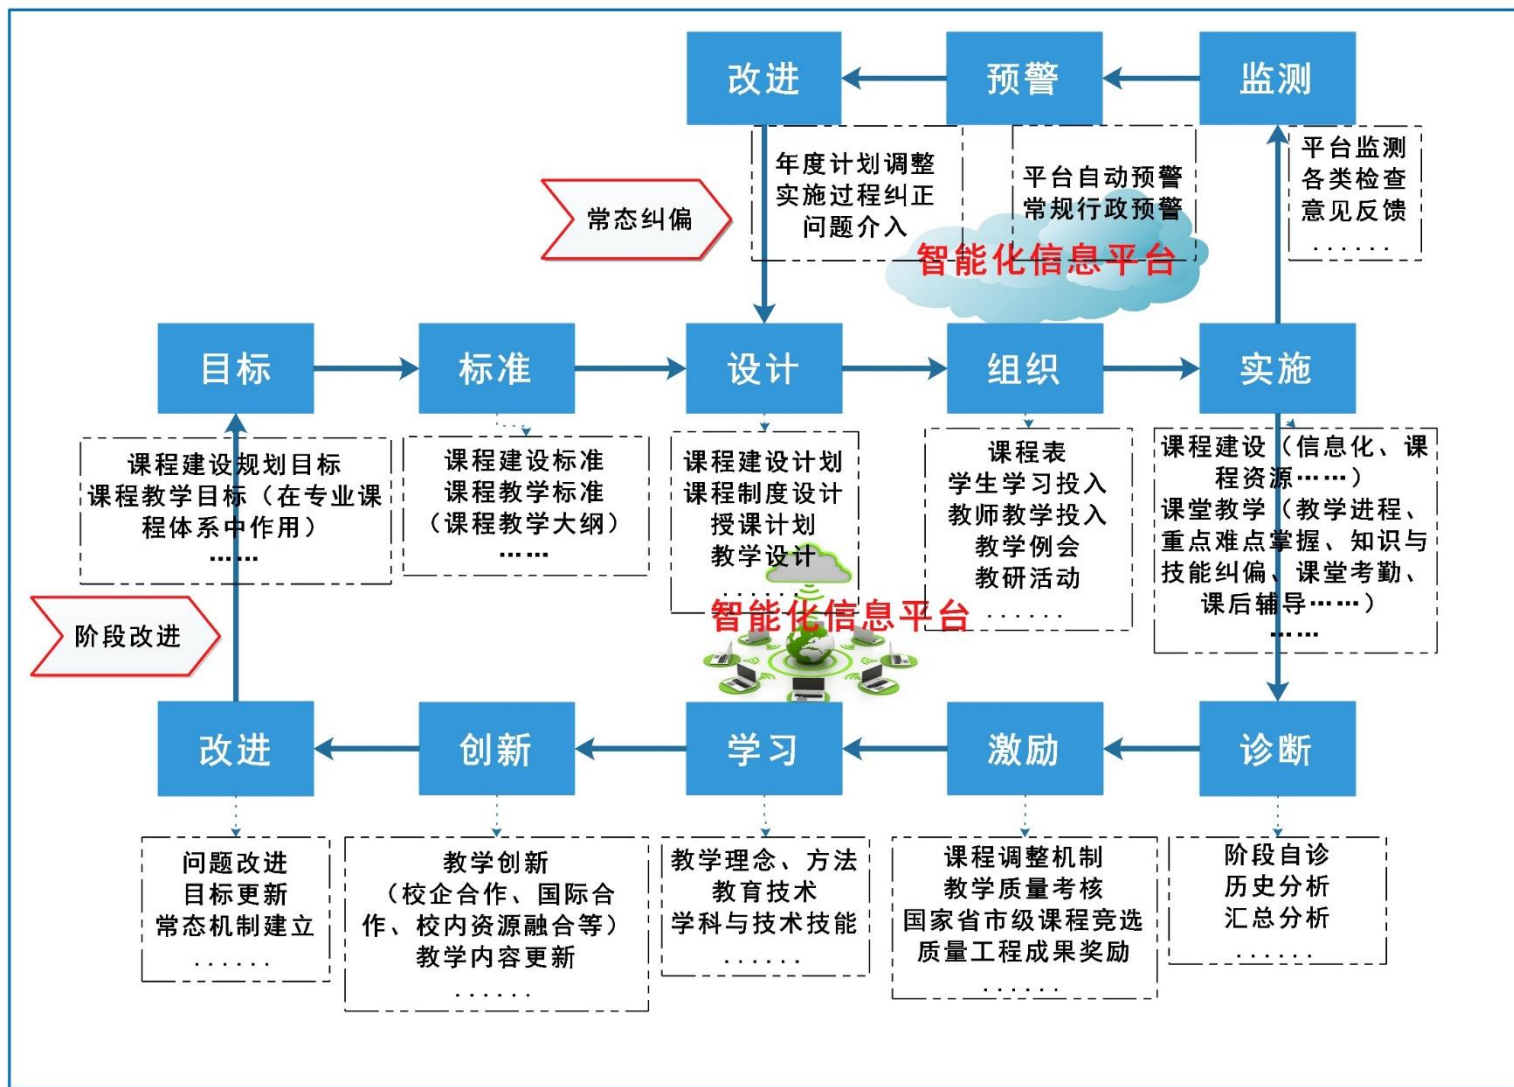 改进
预警
监测
年度计划调整
实施过程纠正
问题介入
平台自动预警
常规行政预警
平台监测
各类检查
意见反馈
......
常态纠偏
智能化信息平台
目标
标准
设计
组织
实施
课程建设规划目标
课程教学目标（在专业课
程体系中作用）
……
课程建设标准
课程教学标准
（课程教学大纲）
……
课程建设计划
课程制度设计
授课计划
教学设计
......
课程表
学生学习投入
教师教学投入
教学例会
教研活动
......
课程建设（信息化、课
程资源……）
课堂教学（教学进程、
重点难点掌握、知识与
技能纠偏、课堂考勤、
课后辅导……）
……
智能化信息平台
阶段改进
改进
创新
学习
激励
诊断
问题改进
目标更新
常态机制建立
......
教学创新
（校企合作、国际合
作、校内资源融合等）
教学内容更新
......
教学理念、方法
教育技术
学科与技术技能
......
课程调整机制
教学质量考核
国家省市级课程竞选
质量工程成果奖励
......
阶段自诊
历史分析
汇总分析
......